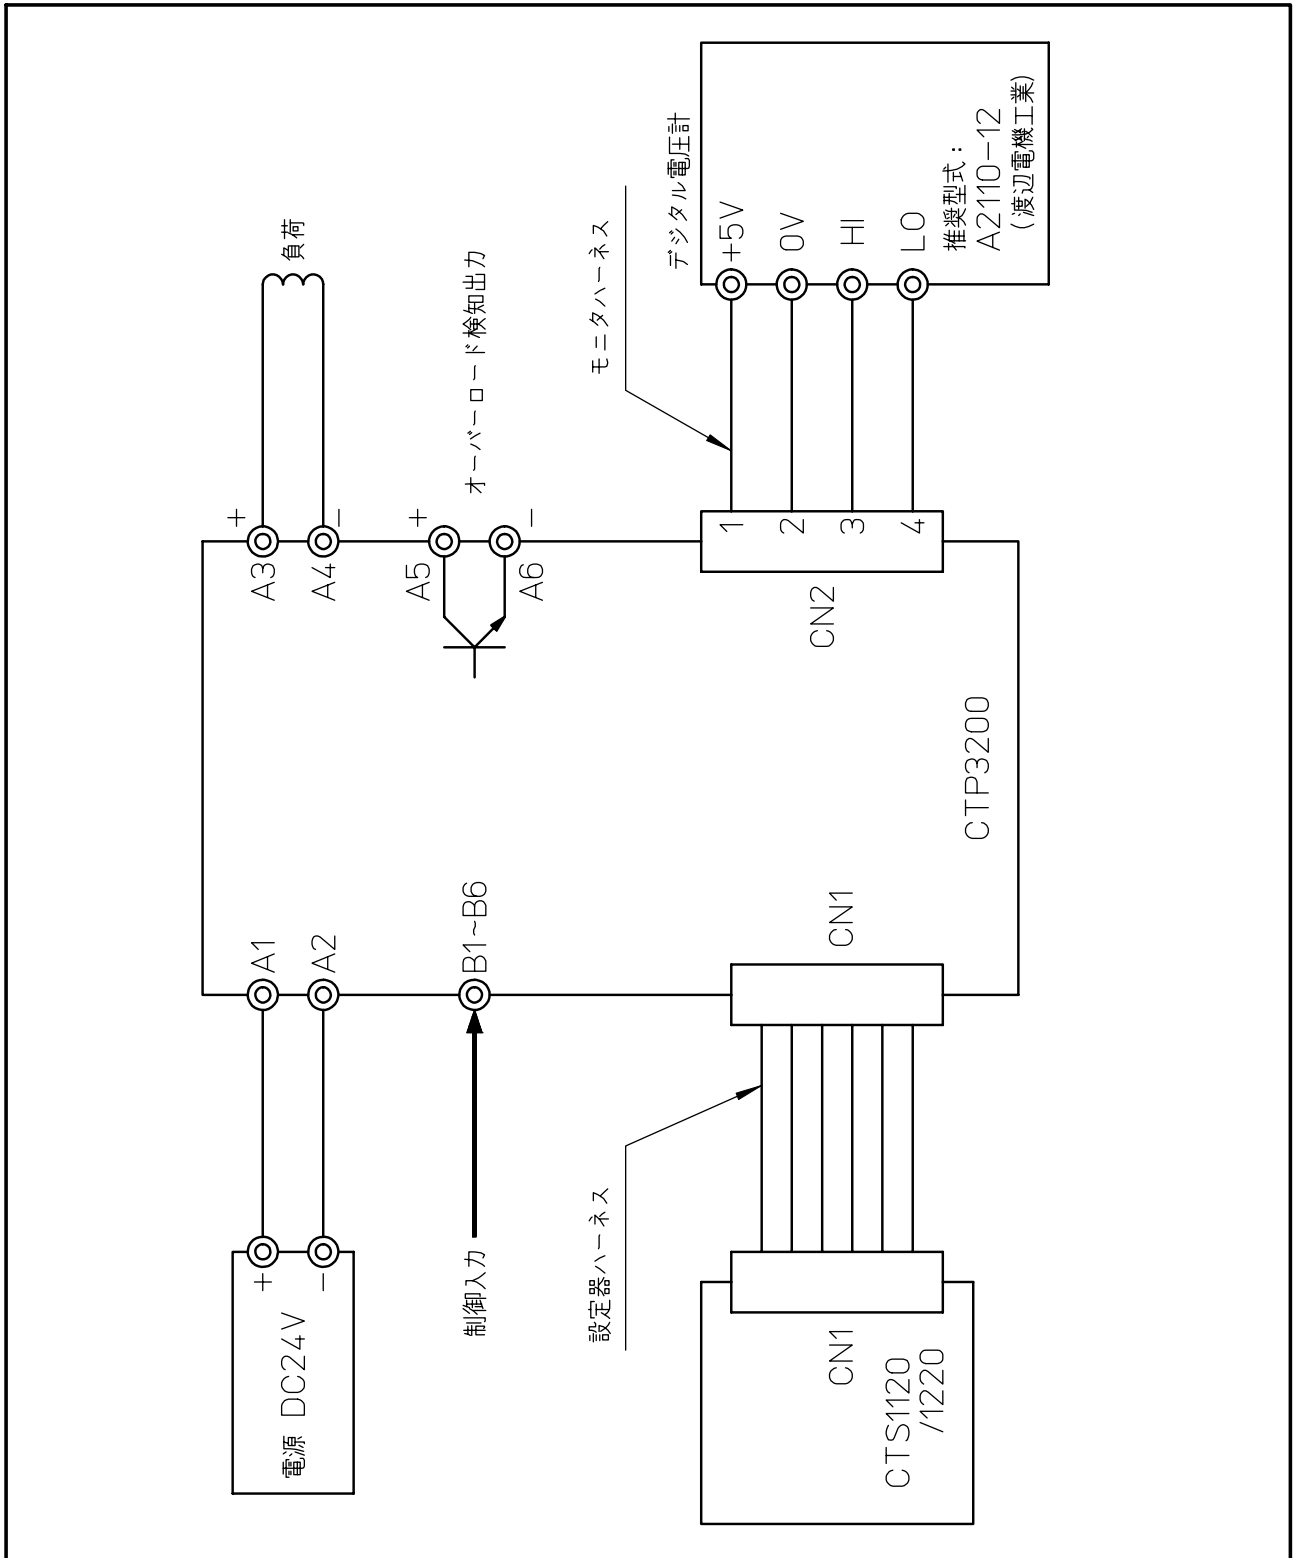 電源 DC24V
+
−
A1
A2
A3
A4
+
−
負荷
制御入力
B1~B6
A5
A6
+
−
オーバーロード検知出力
設定器ハーネス
モニタハーネス
CTS1120
/1220
CN1
CN1
CTP3200
CN2
1
2
3
4
デジタル電圧計
+5V
0V
HI
LO
推奨型式：
A2110-12
(渡辺電機工業)